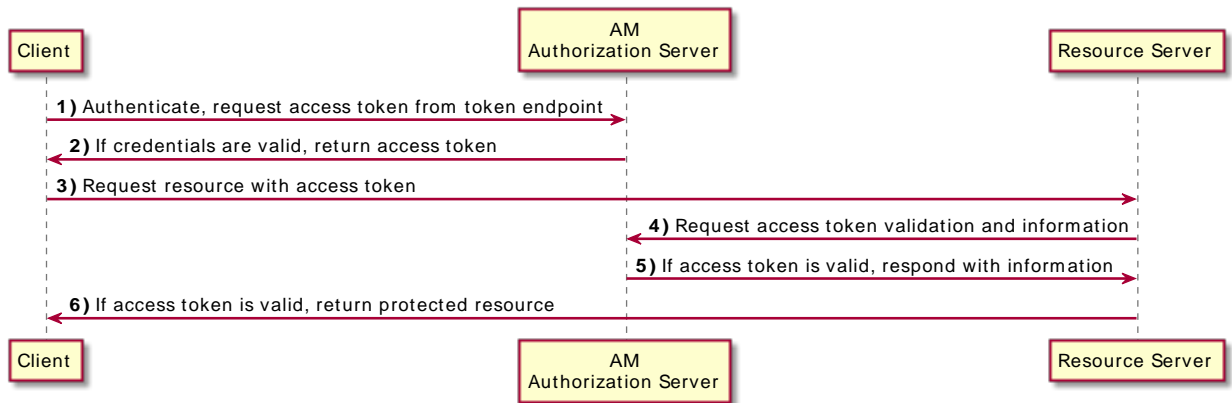 Client
AM
Authorization Server
Resource Server
1) Authenticate, request access token from token endpoint
2) If credentials are valid, return access token
3) Request resource with access token
4) Request access token validation and information
5) If access token is valid, respond with information
6) If access token is valid, return protected resource
Client
AM
Authorization Server
Resource Server